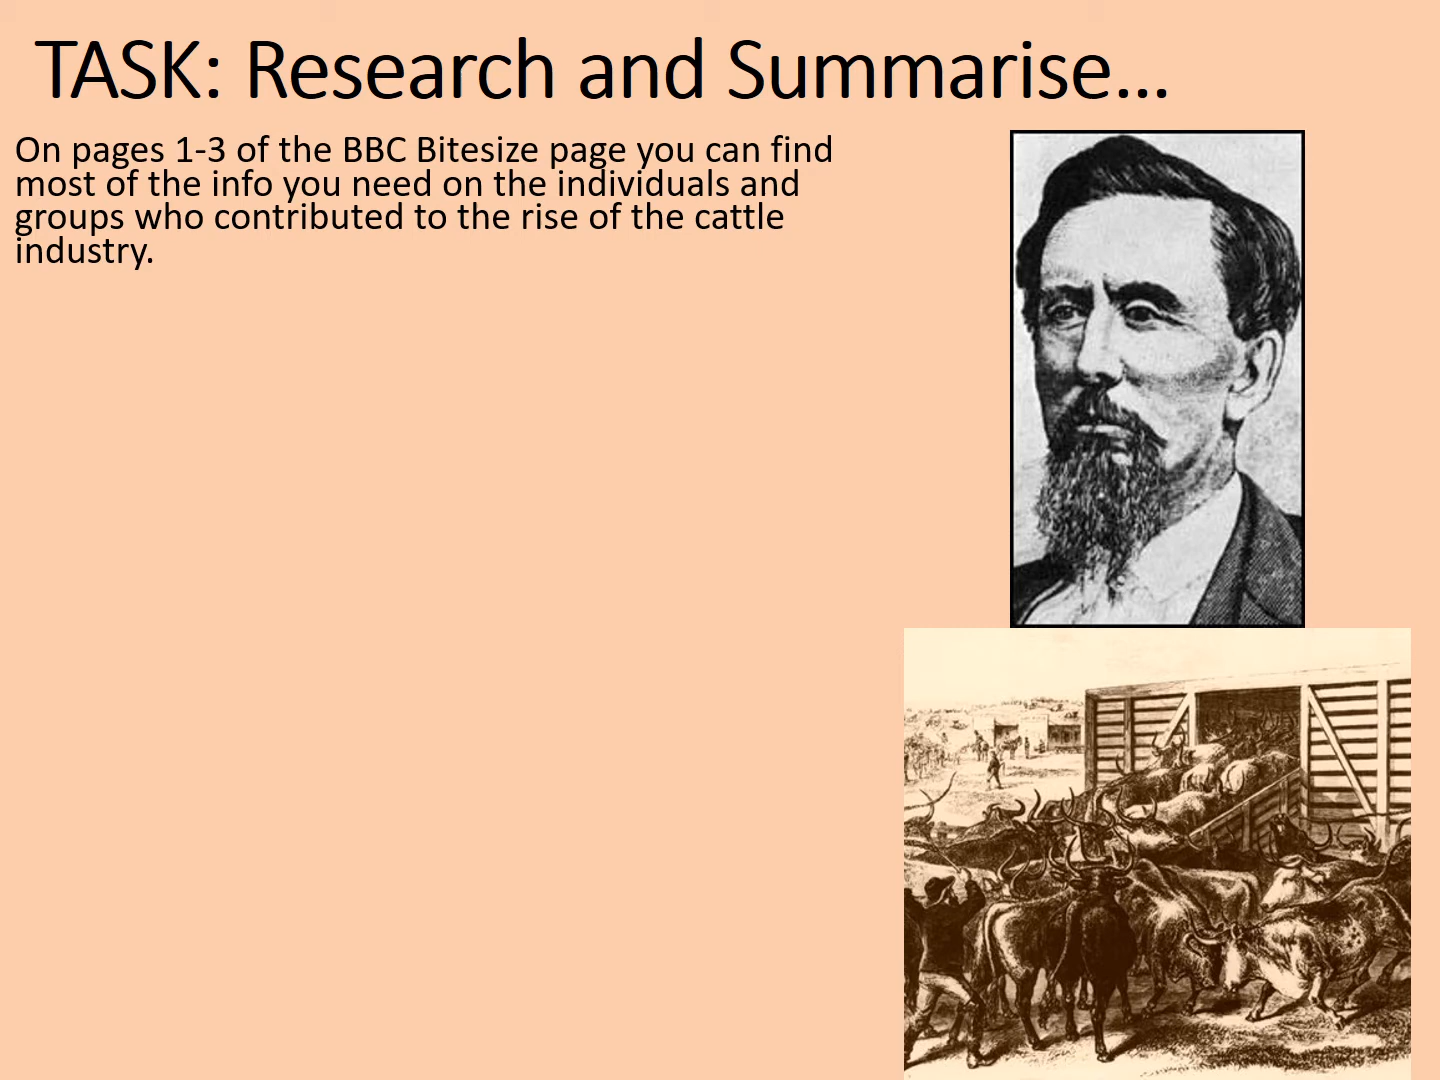 TASK: Research and Summarise…
On pages 1-3 of the BBC Bitesize page you can find
most of the info you need on the individuals and
groups who contributed to the rise of the cattle
industry.